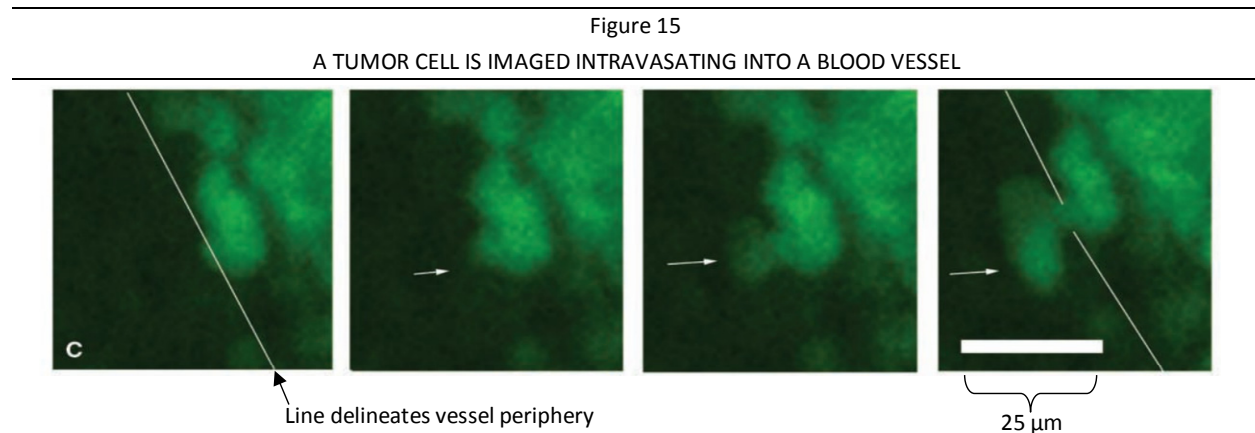 Figure 15
A TUMOR CELL IS IMAGED INTRAVASATING INTO A BLOOD VESSEL
C
Line delineates vessel periphery
25 µm